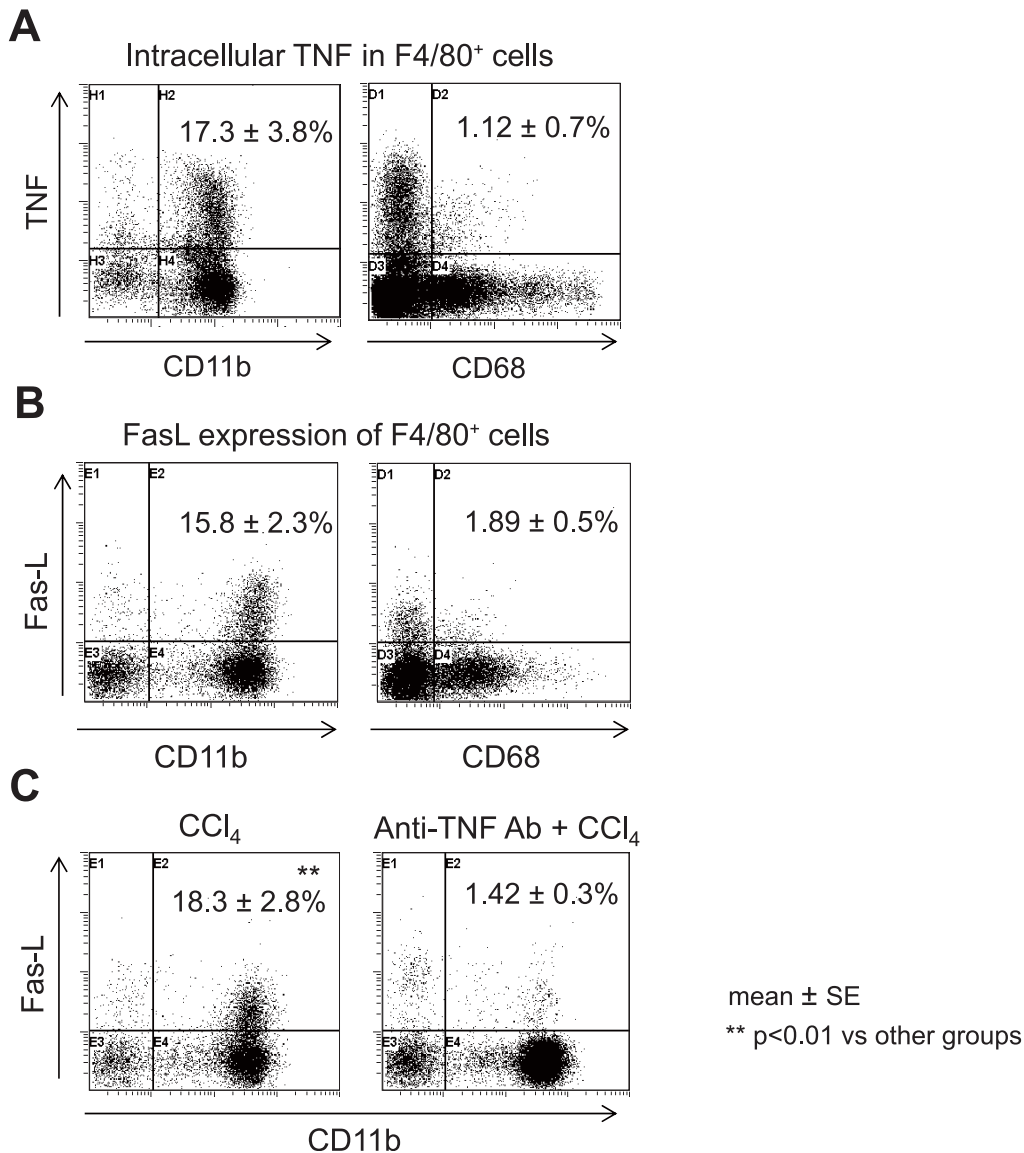 A
Intracellular TNF in F4/80⁺ cells
H1 H2 D1 D2
17.3 ± 3.8% 1.12 ± 0.7%
TNF
H3 H4 D3 D4
CD11b CD68
B
FasL expression of F4/80⁺ cells
E1 E2 D1 D2
15.8 ± 2.3% 1.89 ± 0.5%
Fas-L
E3 E4 D3 D4
CD11b CD68
C
CCl₄ Anti-TNF Ab + CCl₄
E1 E2 E1 E2
**
18.3 ± 2.8% 1.42 ± 0.3%
Fas-L
E3 E4 E3 E4
CD11b
mean ± SE
** p<0.01 vs other groups